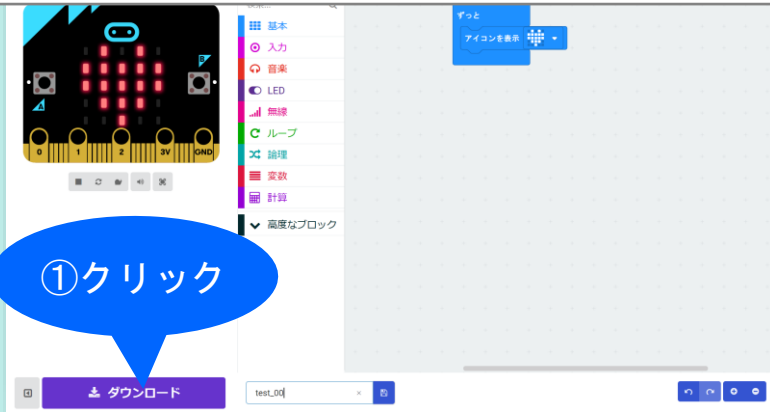 検索...
基本
入力
音楽
LED
無線
ループ
論理
変数
計算
高度なブロック
ずっと
アイコンを表示
B
A
0 1 2 3V GND
①クリック
ダウンロード
test_00